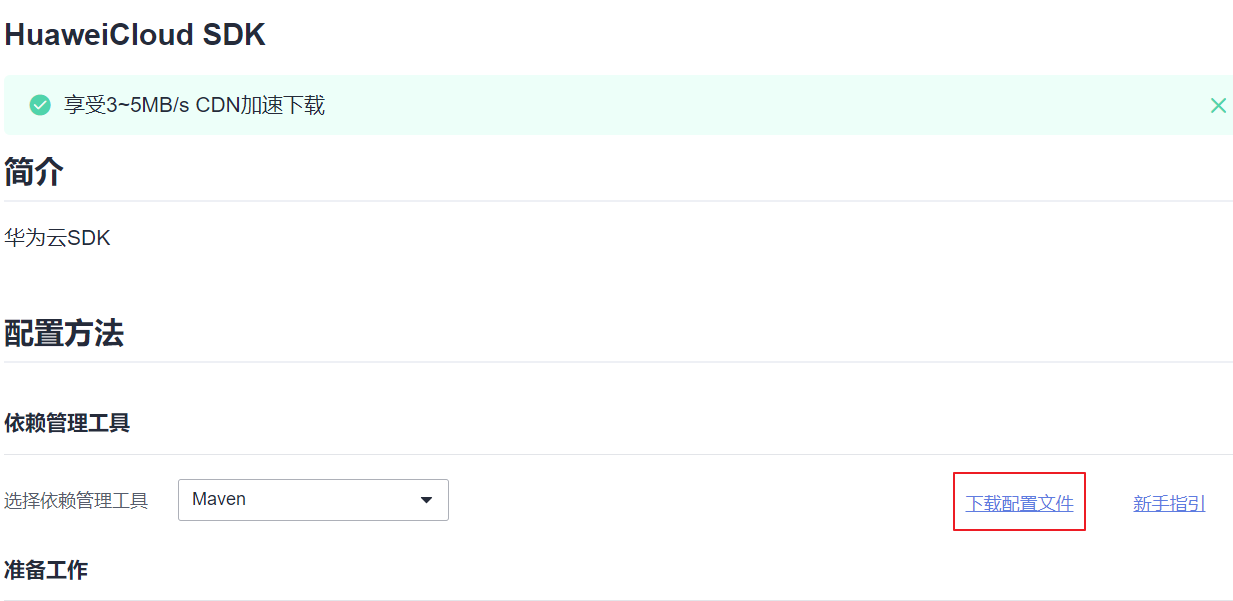 HuaweiCloud SDK
享受3~5MB/s CDN加速下载
简介
华为云SDK
配置方法
依赖管理工具
选择依赖管理工具 Maven 下载配置文件 新手指引
准备工作